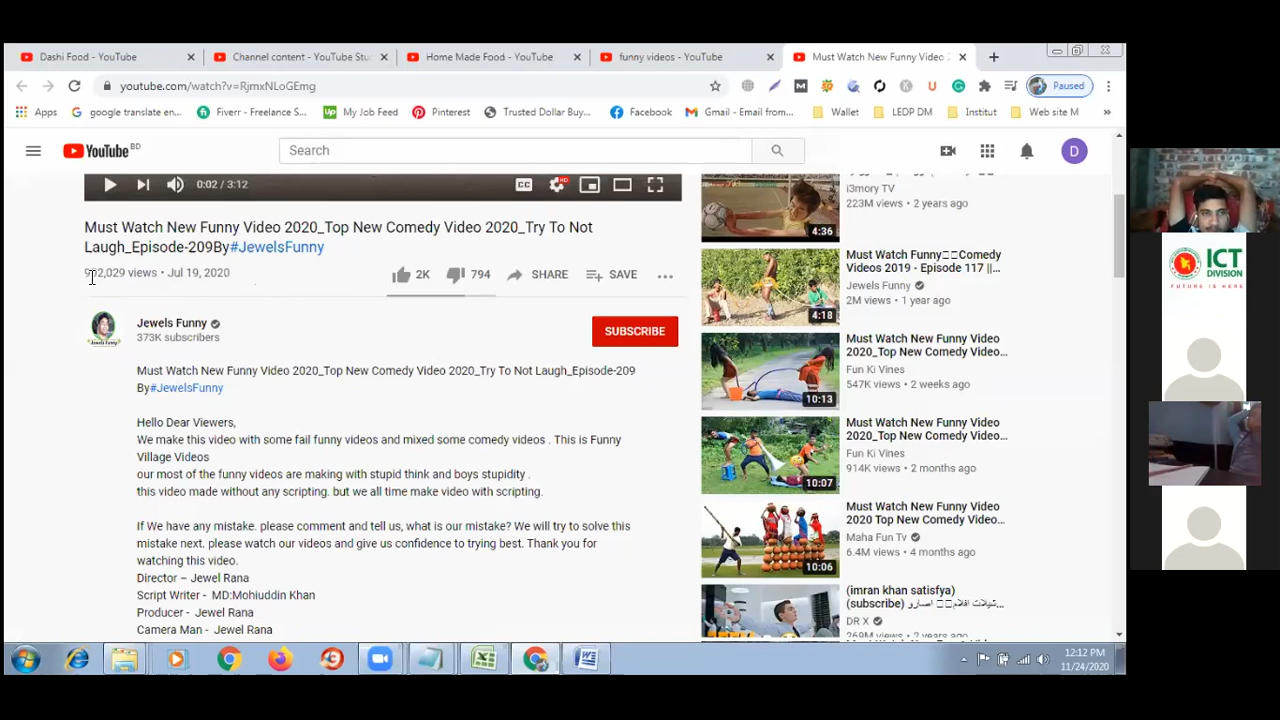 Dashi Food - YouTube
Channel content - YouTube Stu
Home Made Food - YouTube
funny videos - YouTube
Must Watch New Funny Video
youtube.com/watch?v=RjmxNLoGEmg
Paused
Apps
google translate en...
Fiverr - Freelance S...
My Job Feed
Pinterest
Trusted Dollar Buy...
Facebook
Gmail - Email from...
Wallet
LEDP DM
Institut
Web site M
»
YouTube BD
Search
D
0:02 / 3:12
CC
HD
Must Watch New Funny Video 2020_Top New Comedy Video 2020_Try To Not
Laugh_Episode-209By#JewelsFunny
views • Jul 19, 2020
2K
794
SHARE
SAVE
Jewels Funny
373K subscribers
SUBSCRIBE
Must Watch New Funny Video 2020_Top New Comedy Video 2020_Try To Not Laugh_Episode-209
By#JewelsFunny
Hello Dear Viewers,
We make this video with some fail funny videos and mixed some comedy videos . This is Funny
Village Videos
our most of the funny videos are making with stupid think and boys stupidity .
this video made without any scripting. but we all time make video with scripting.
If We have any mistake. please comment and tell us, what is our mistake? We will try to solve this
mistake next. please watch our videos and give us confidence to trying best. Thank you for
watching this video.
Director – Jewel Rana
Script Writer - MD:Mohiuddin Khan
Producer - Jewel Rana
Camera Man - Jewel Rana
4:36
i3mory TV
223M views • 2 years ago
4:18
Must Watch Funny Comedy
Videos 2019 - Episode 117 ||...
Jewels Funny
2M views • 1 year ago
10:13
Must Watch New Funny Video
2020_Top New Comedy Video...
Fun Ki Vines
547K views • 2 weeks ago
10:07
Must Watch New Funny Video
2020_Top New Comedy Video...
Fun Ki Vines
914K views • 2 months ago
10:06
Must Watch New Funny Video
2020 Top New Comedy Video...
Maha Fun Tv
6.4M views • 4 months ago
(imran khan satisfya)
(subscribe)
DR X
269M views • 2 years ago
12:12 PM
11/24/2020
ICT
DIVISION
FUTURE IS HERE